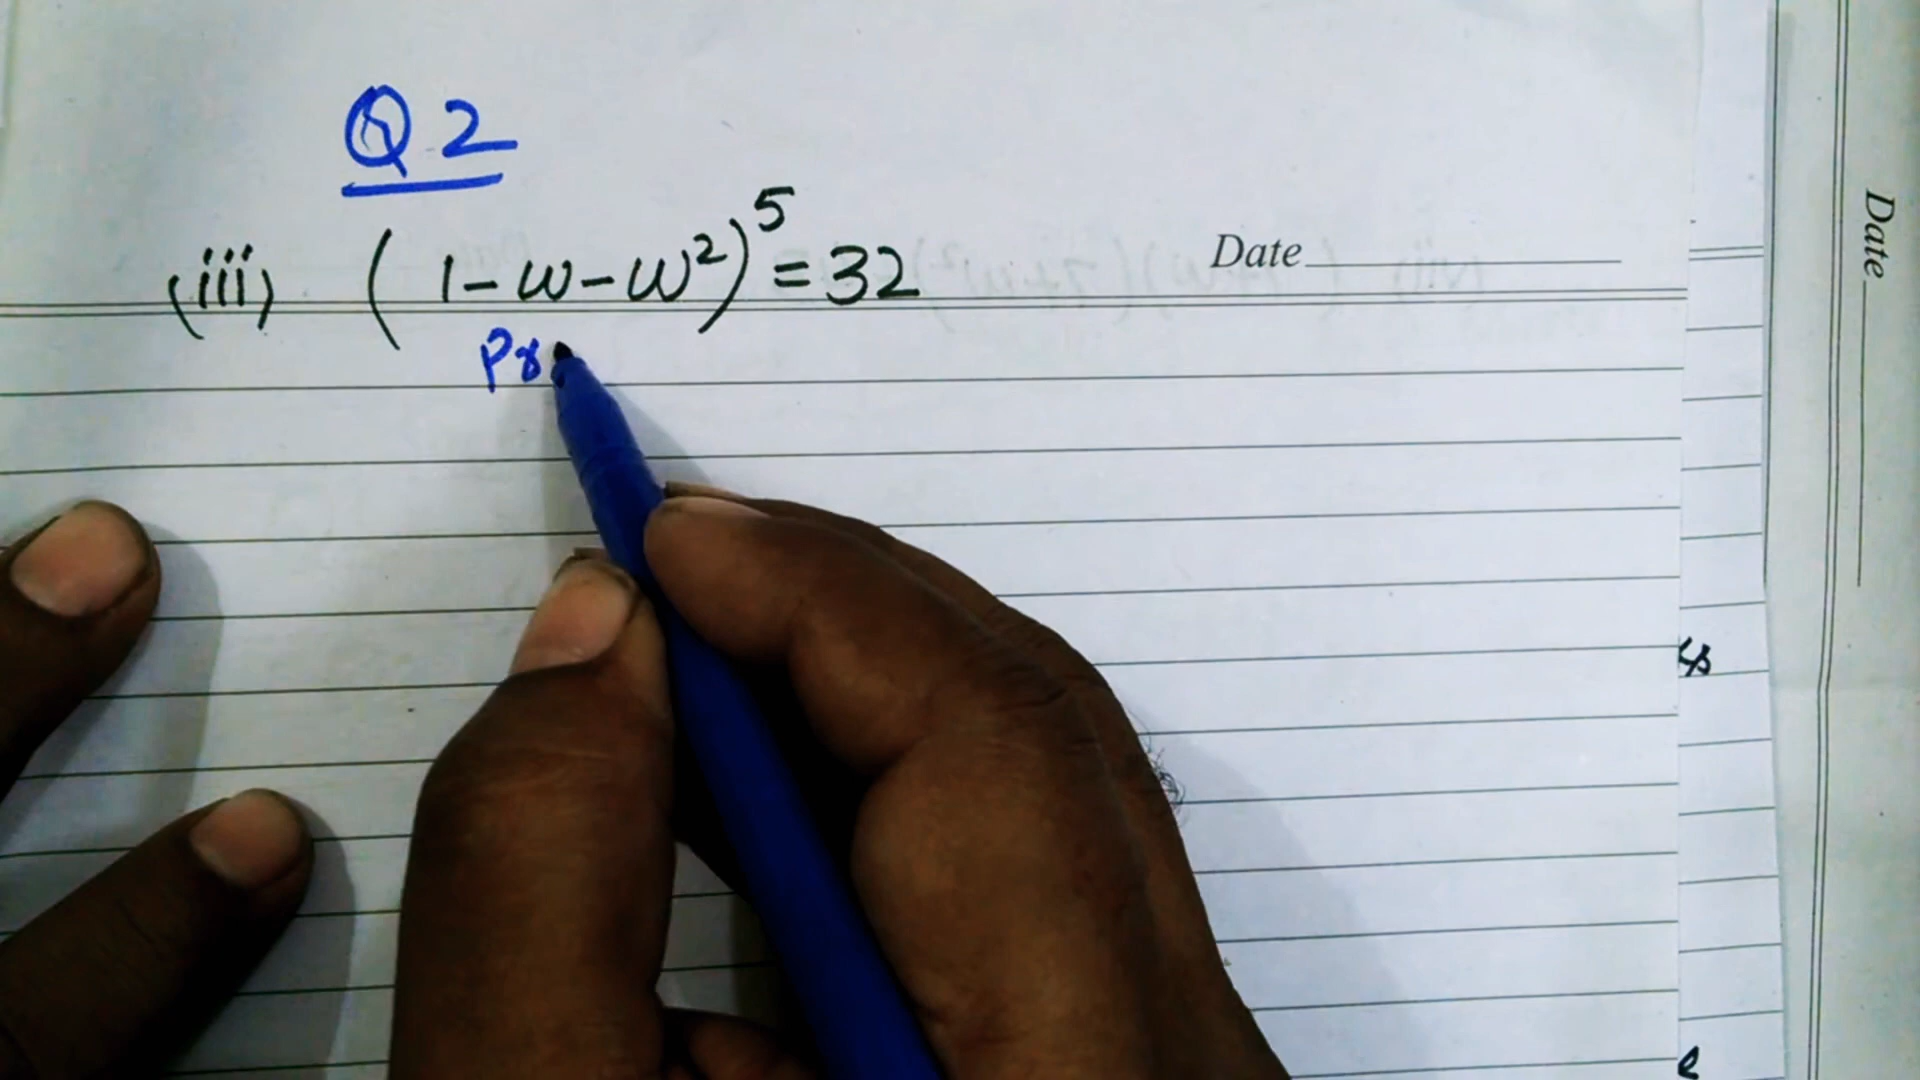 Q 2
(iii) (1-ω-ω²)⁵ = 32
Date
Pr
Date